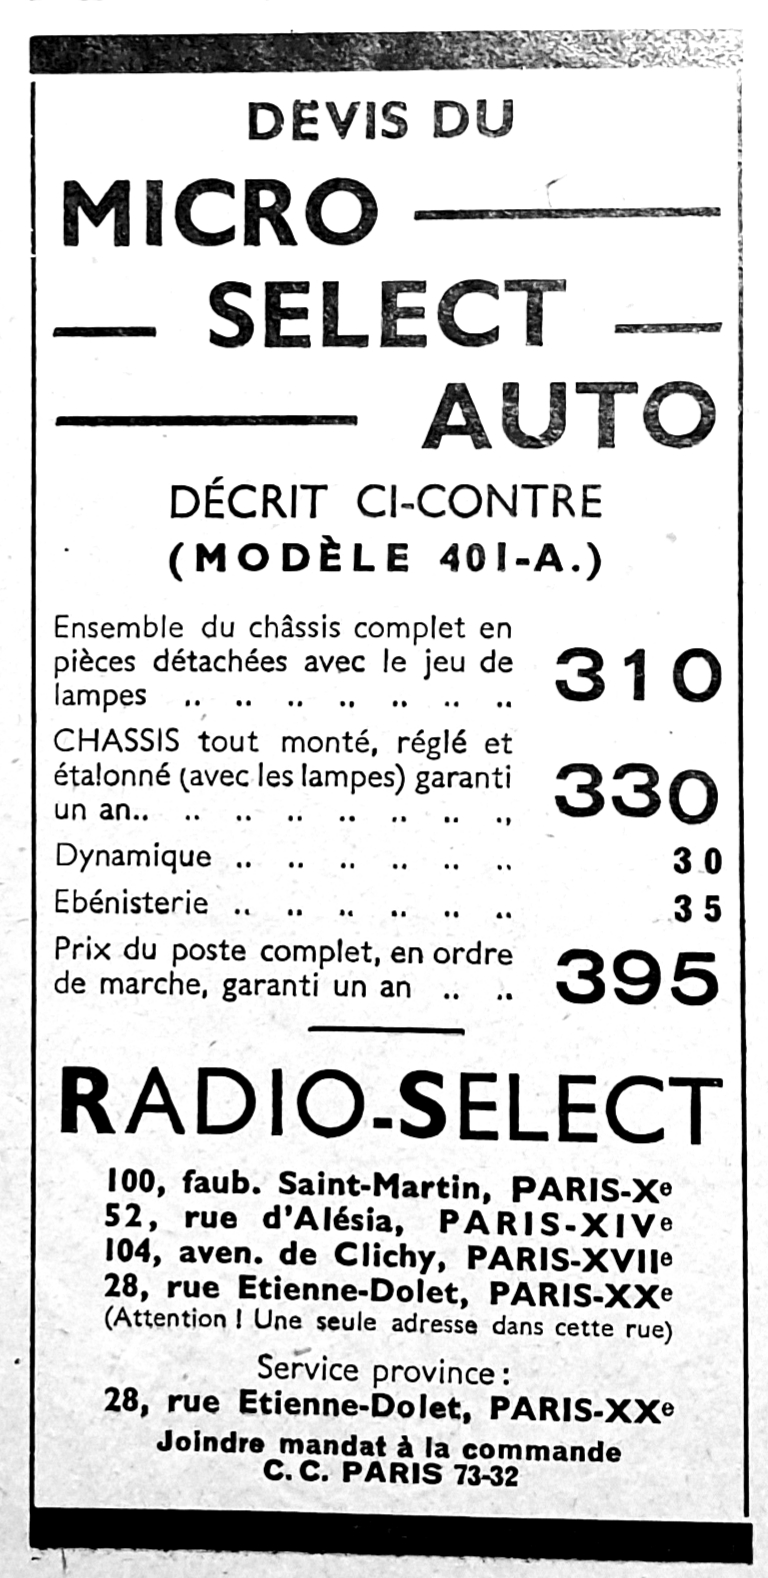 DEVIS DU
MICRO
SELECT
AUTO
DÉCRIT CI-CONTRE
(MODÈLE 401-A.)
Ensemble du châssis complet en
pièces détachées avec le jeu de
lampes .. .. .. .. .. .. .. 310
CHASSIS tout monté, réglé et
étalonné (avec les lampes) garanti
un an.. .. .. .. .. .. .. ., 330
Dynamique .. .. .. .. .. .. 30
Ebénisterie .. .. .. .. .. .. 35
Prix du poste complet, en ordre
de marche, garanti un an .. .. 395
RADIO-SELECT
100, faub. Saint-Martin, PARIS-Xe
52, rue d'Alésia, PARIS-XIVe
104, aven. de Clichy, PARIS-XVIIe
28, rue Etienne-Dolet, PARIS-XXe
(Attention ! Une seule adresse dans cette rue)
Service province :
28, rue Etienne-Dolet, PARIS-XXe
Joindre mandat à la commande
C. C. PARIS 73-32